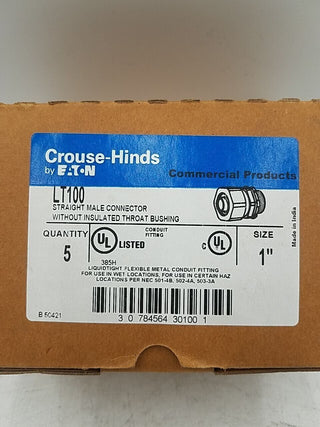 Crouse-Hinds
by EATON
Commercial Products
LT100
STRAIGHT MALE CONNECTOR
WITHOUT INSULATED THROAT BUSHING
QUANTITY
5
UL LISTED
385H
CONDUIT
FITTING
C UL
SIZE
1"
Made in India
LIQUIDTIGHT FLEXIBLE METAL CONDUIT FITTING
FOR USE IN WET LOCATIONS, FOR USE IN CERTAIN HAZ
LOCATIONS PER NEC 501-4B, 502-4A, 503-3A
B 50421
3 0 784564 30100 1